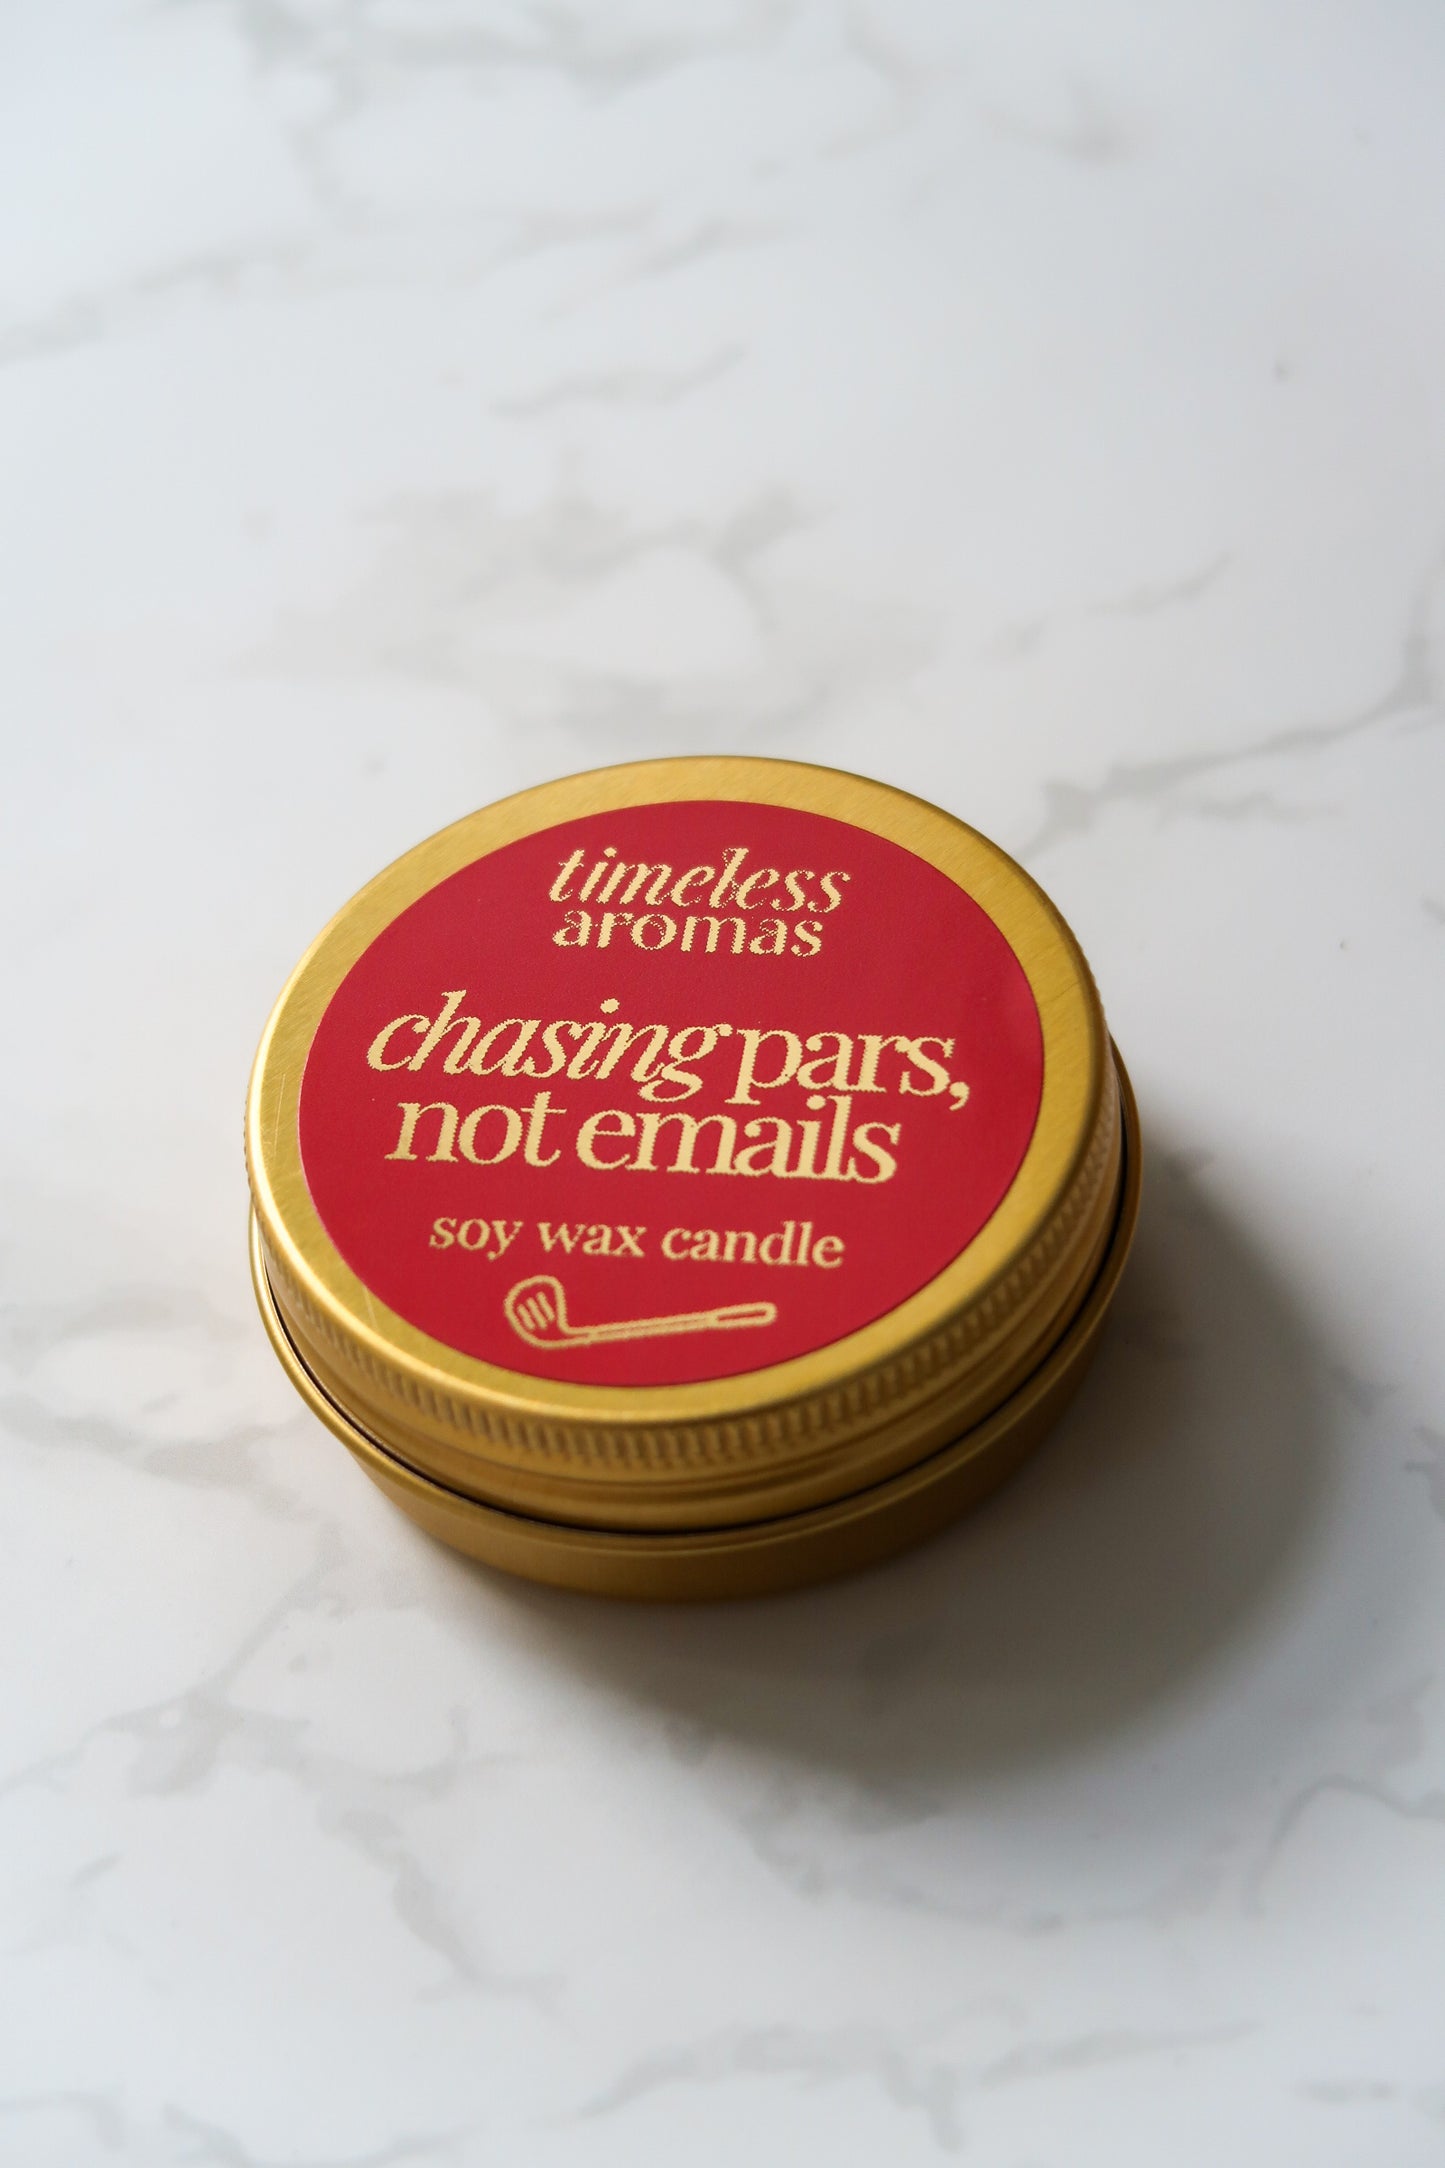 timeless
aromas
chasing pars,
not emails
soy wax candle